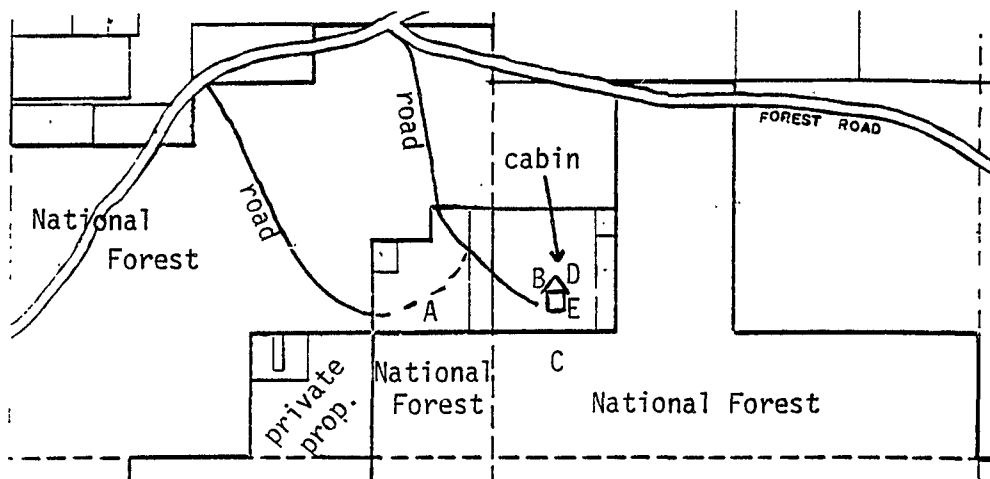 FOREST ROAD
road
cabin
road
National
Forest
B
D
E
A
C
National
Forest
private
prop.
National Forest